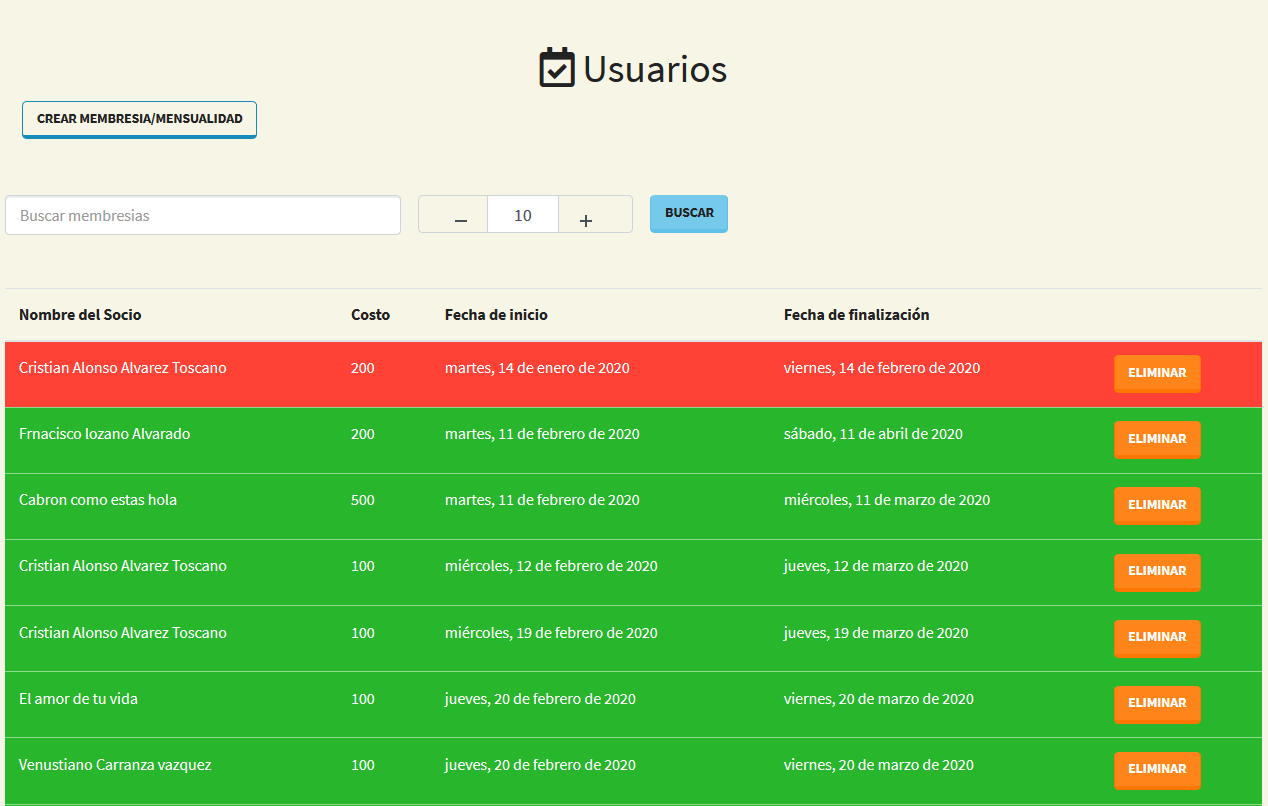 Usuarios
CREAR MEMBRESIA/MENSUALIDAD
Buscar membresias
10
BUSCAR
Nombre del Socio Costo Fecha de inicio Fecha de finalización
Cristian Alonso Alvarez Toscano 200 martes, 14 de enero de 2020 viernes, 14 de febrero de 2020 ELIMINAR
Frnacisco lozano Alvarado 200 martes, 11 de febrero de 2020 sábado, 11 de abril de 2020 ELIMINAR
Cabron como estas hola 500 martes, 11 de febrero de 2020 miércoles, 11 de marzo de 2020 ELIMINAR
Cristian Alonso Alvarez Toscano 100 miércoles, 12 de febrero de 2020 jueves, 12 de marzo de 2020 ELIMINAR
Cristian Alonso Alvarez Toscano 100 miércoles, 19 de febrero de 2020 jueves, 19 de marzo de 2020 ELIMINAR
El amor de tu vida 100 jueves, 20 de febrero de 2020 viernes, 20 de marzo de 2020 ELIMINAR
Venustiano Carranza vazquez 100 jueves, 20 de febrero de 2020 viernes, 20 de marzo de 2020 ELIMINAR